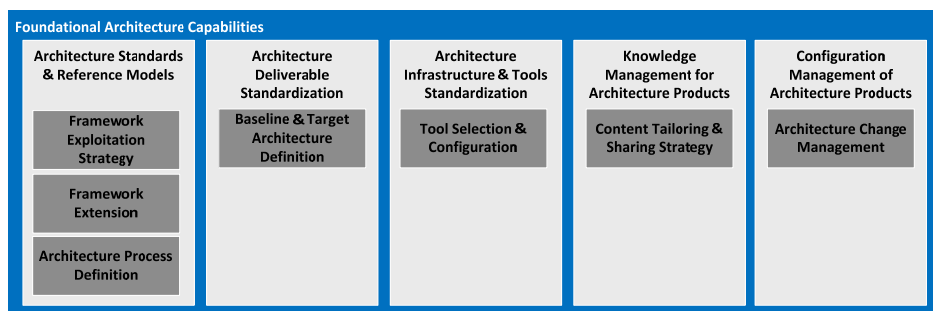 Foundational Architecture Capabilities
Architecture Standards
& Reference Models
Framework
Exploitation
Strategy
Framework
Extension
Architecture Process
Definition
Architecture
Deliverable
Standardization
Baseline & Target
Architecture
Definition
Architecture
Infrastructure & Tools
Standardization
Tool Selection &
Configuration
Knowledge
Management for
Architecture Products
Content Tailoring &
Sharing Strategy
Configuration
Management of
Architecture Products
Architecture Change
Management